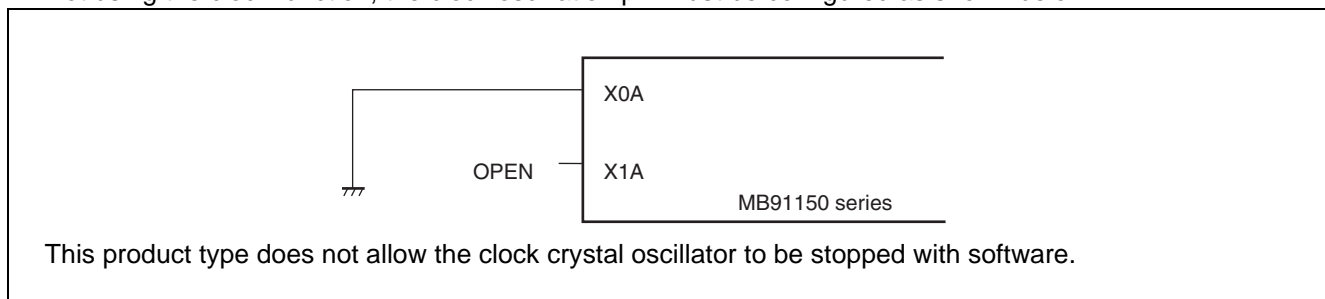 X0A
OPEN X1A
MB91150 series
This product type does not allow the clock crystal oscillator to be stopped with software.